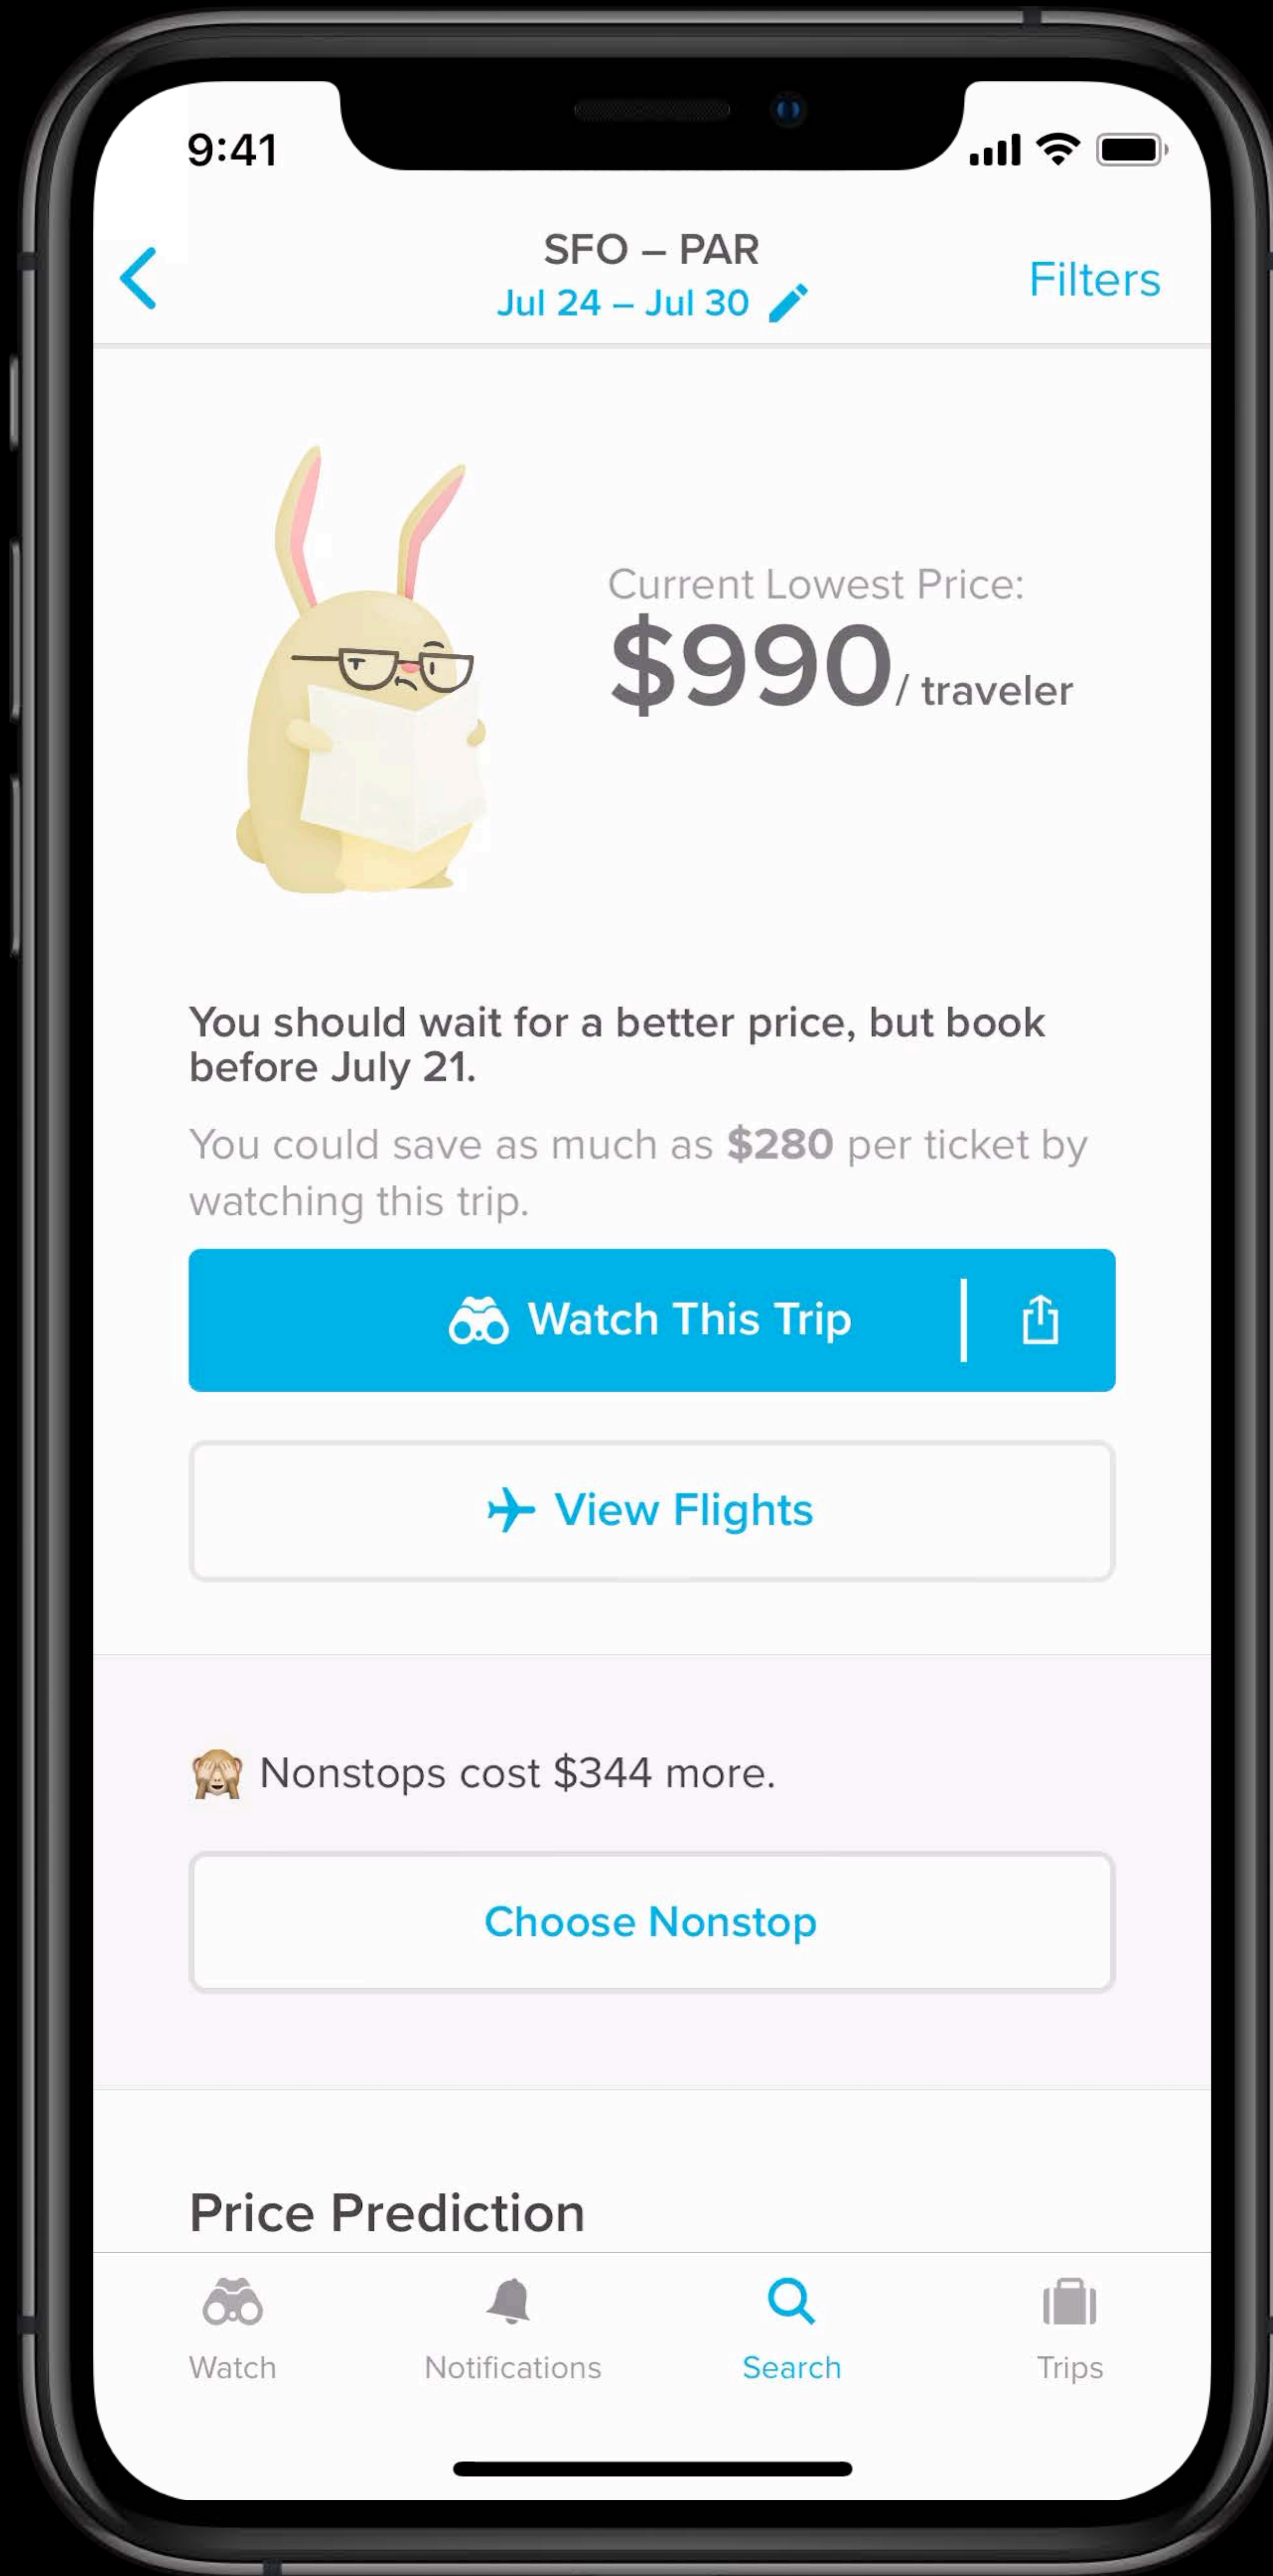 9:41
SFO – PAR
Jul 24 – Jul 30
Filters
Current Lowest Price:
$990/ traveler
You should wait for a better price, but book
before July 21.
You could save as much as $280 per ticket by
watching this trip.
Watch This Trip
View Flights
Nonstops cost $344 more.
Choose Nonstop
Price Prediction
Watch
Notifications
Search
Trips